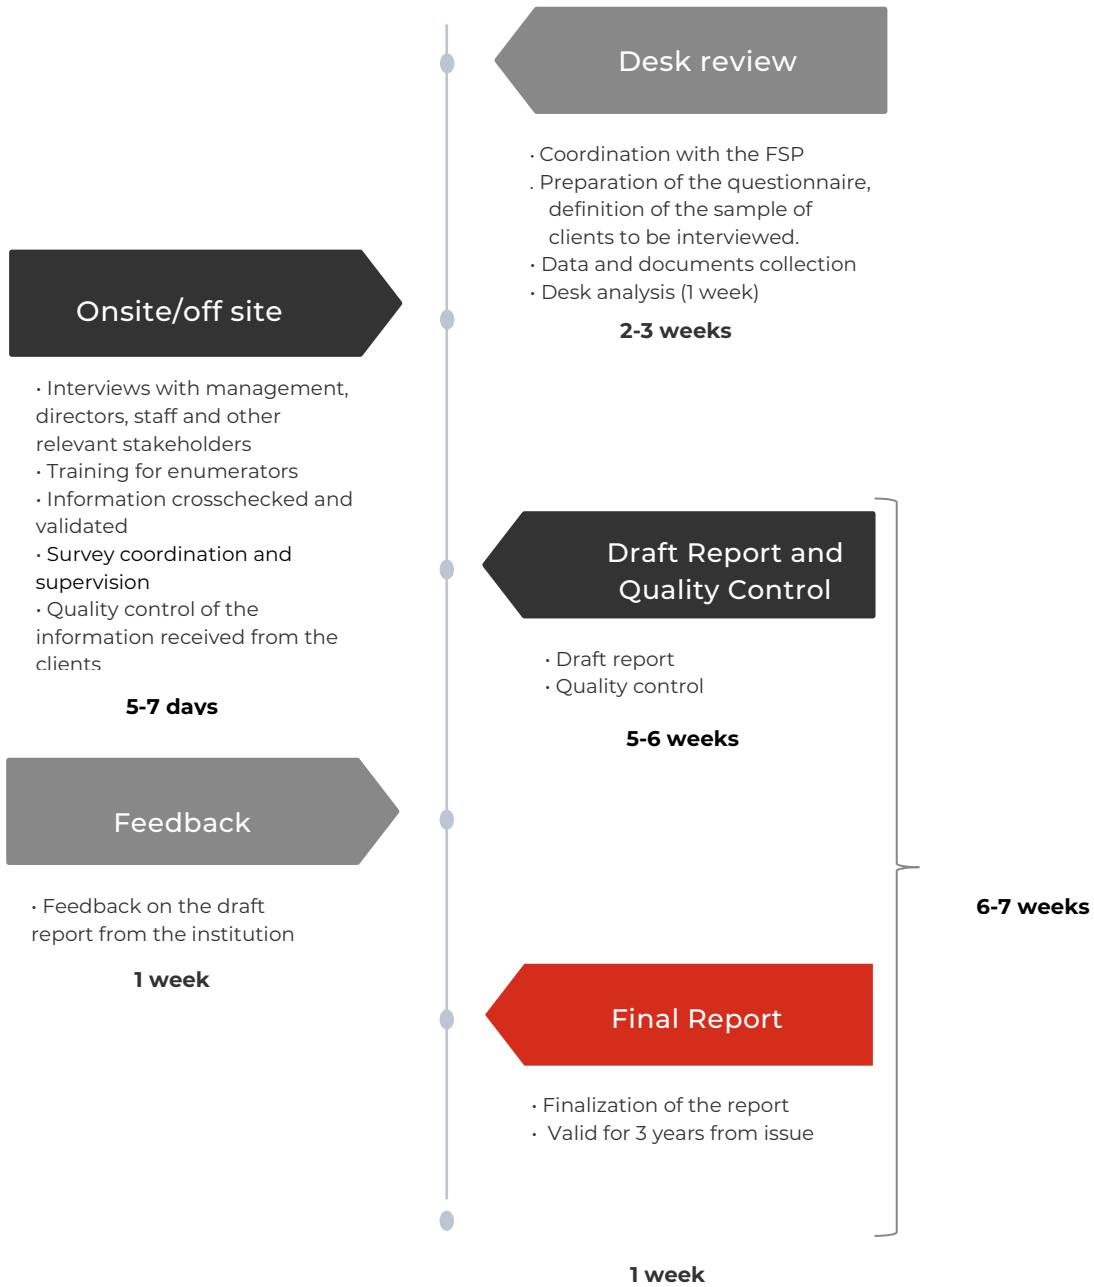 Desk review
· Coordination with the FSP
. Preparation of the questionnaire,
definition of the sample of
clients to be interviewed.
· Data and documents collection
· Desk analysis (1 week)
2-3 weeks
Onsite/off site
· Interviews with management,
directors, staff and other
relevant stakeholders
· Training for enumerators
· Information crosschecked and
validated
· Survey coordination and
supervision
· Quality control of the
information received from the
clients
5-7 days
Draft Report and
Quality Control
· Draft report
· Quality control
5-6 weeks
Feedback
· Feedback on the draft
report from the institution
1 week
6-7 weeks
Final Report
· Finalization of the report
· Valid for 3 years from issue
1 week